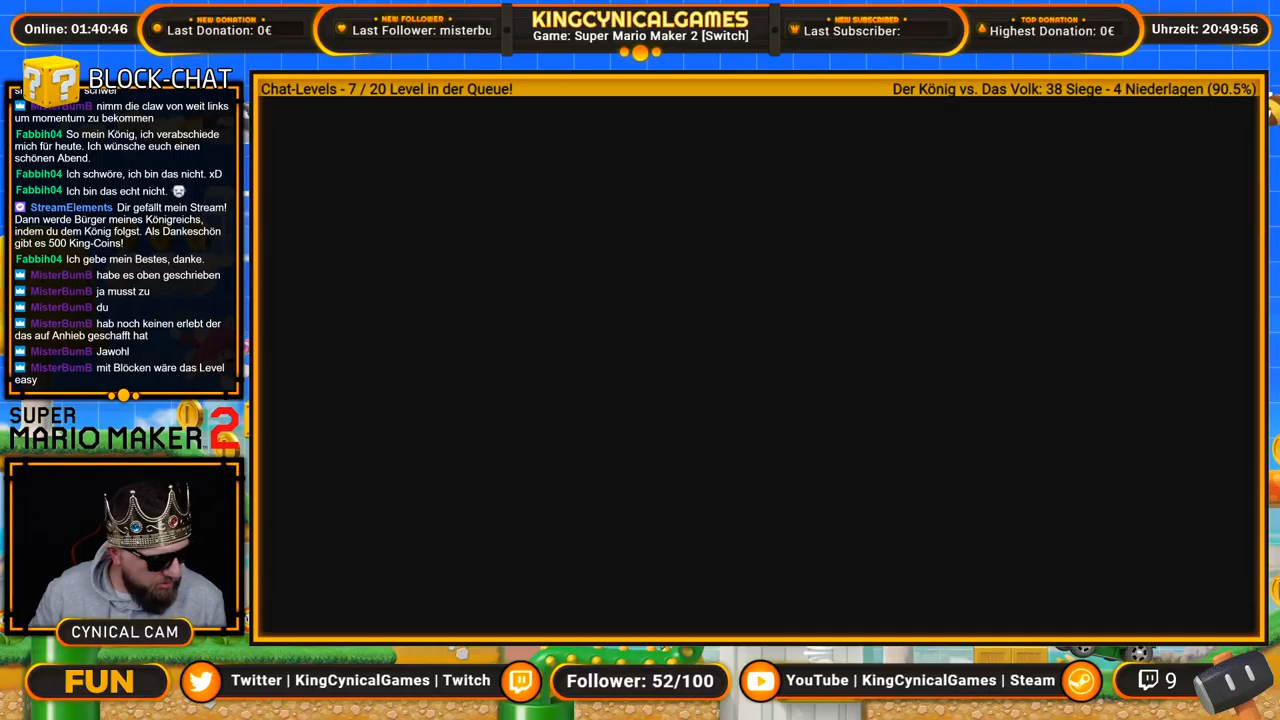 Online: 01:40:46
NEW DONATION
Last Donation: 0€
NEW FOLLOWER
Last Follower: misterbu
KINGCYNICALGAMES
Game: Super Mario Maker 2 [Switch]
NEW SUBSCRIBER
Last Subscriber:
TOP DONATION
Highest Donation: 0€
Uhrzeit: 20:49:56
BLOCK-CHAT
MisterBumB nimm die claw von weit links
um momentum zu bekommen
Fabbih04 So mein König, ich verabschiede
mich für heute. Ich wünsche euch einen
schönen Abend.
Fabbih04 Ich schwöre, ich bin das nicht. xD
Fabbih04 Ich bin das echt nicht.
StreamElements Dir gefällt mein Stream!
Dann werde Bürger meines Königreichs,
indem du dem König folgst. Als Dankeschön
gibt es 500 King-Coins!
Fabbih04 Ich gebe mein Bestes, danke.
MisterBumB habe es oben geschrieben
MisterBumB ja musst zu
MisterBumB du
MisterBumB hab noch keinen erlebt der
das auf Anhieb geschafft hat
MisterBumB Jawohl
MisterBumB mit Blöcken wäre das Level
easy
Chat-Levels - 7 / 20 Level in der Queue!
Der König vs. Das Volk: 38 Siege - 4 Niederlagen (90.5%)
SUPER
MARIO MAKER 2
CYNICAL CAM
FUN
Twitter | KingCynicalGames | Twitch
Follower: 52/100
YouTube | KingCynicalGames | Steam
9